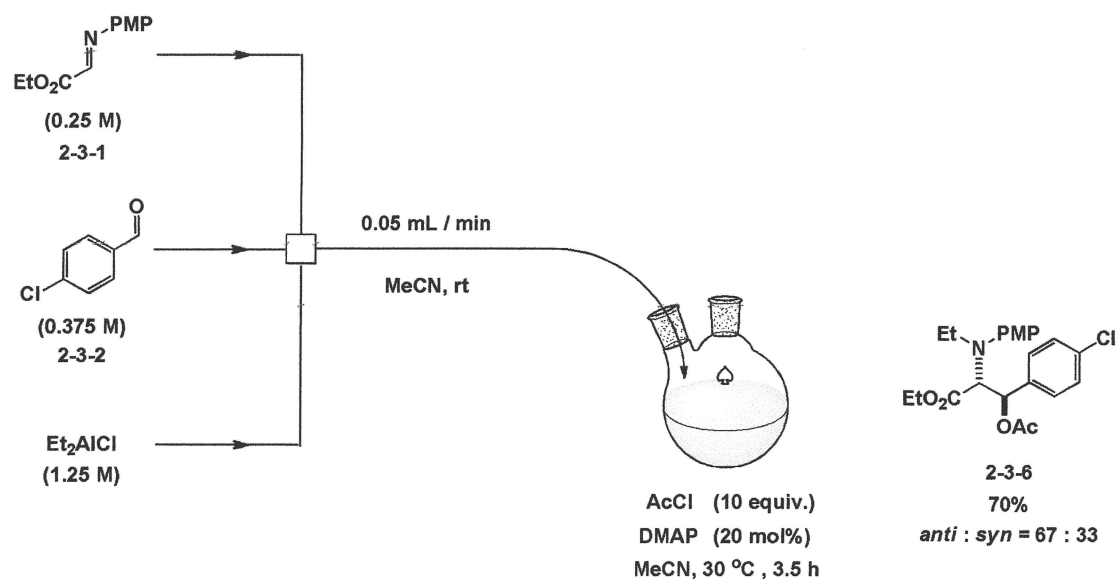 N-PMP
EtO₂C
(0.25 M)
2-3-1
O
Cl
(0.375 M)
2-3-2
Et₂AlCl
(1.25 M)
0.05 mL / min
MeCN, rt
AcCl (10 equiv.)
DMAP (20 mol%)
MeCN, 30 °C , 3.5 h
Et N-PMP
Cl
EtO₂C
OAc
2-3-6
70%
anti : syn = 67 : 33